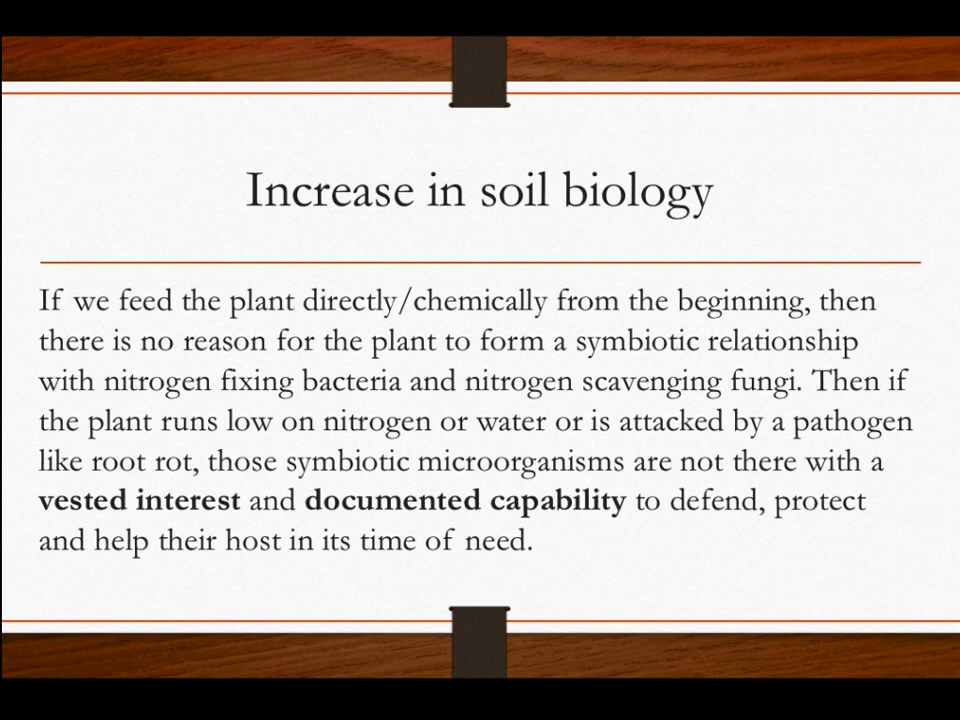 Increase in soil biology
If we feed the plant directly/chemically from the beginning, then
there is no reason for the plant to form a symbiotic relationship
with nitrogen fixing bacteria and nitrogen scavenging fungi. Then if
the plant runs low on nitrogen or water or is attacked by a pathogen
like root rot, those symbiotic microorganisms are not there with a
vested interest and documented capability to defend, protect
and help their host in its time of need.